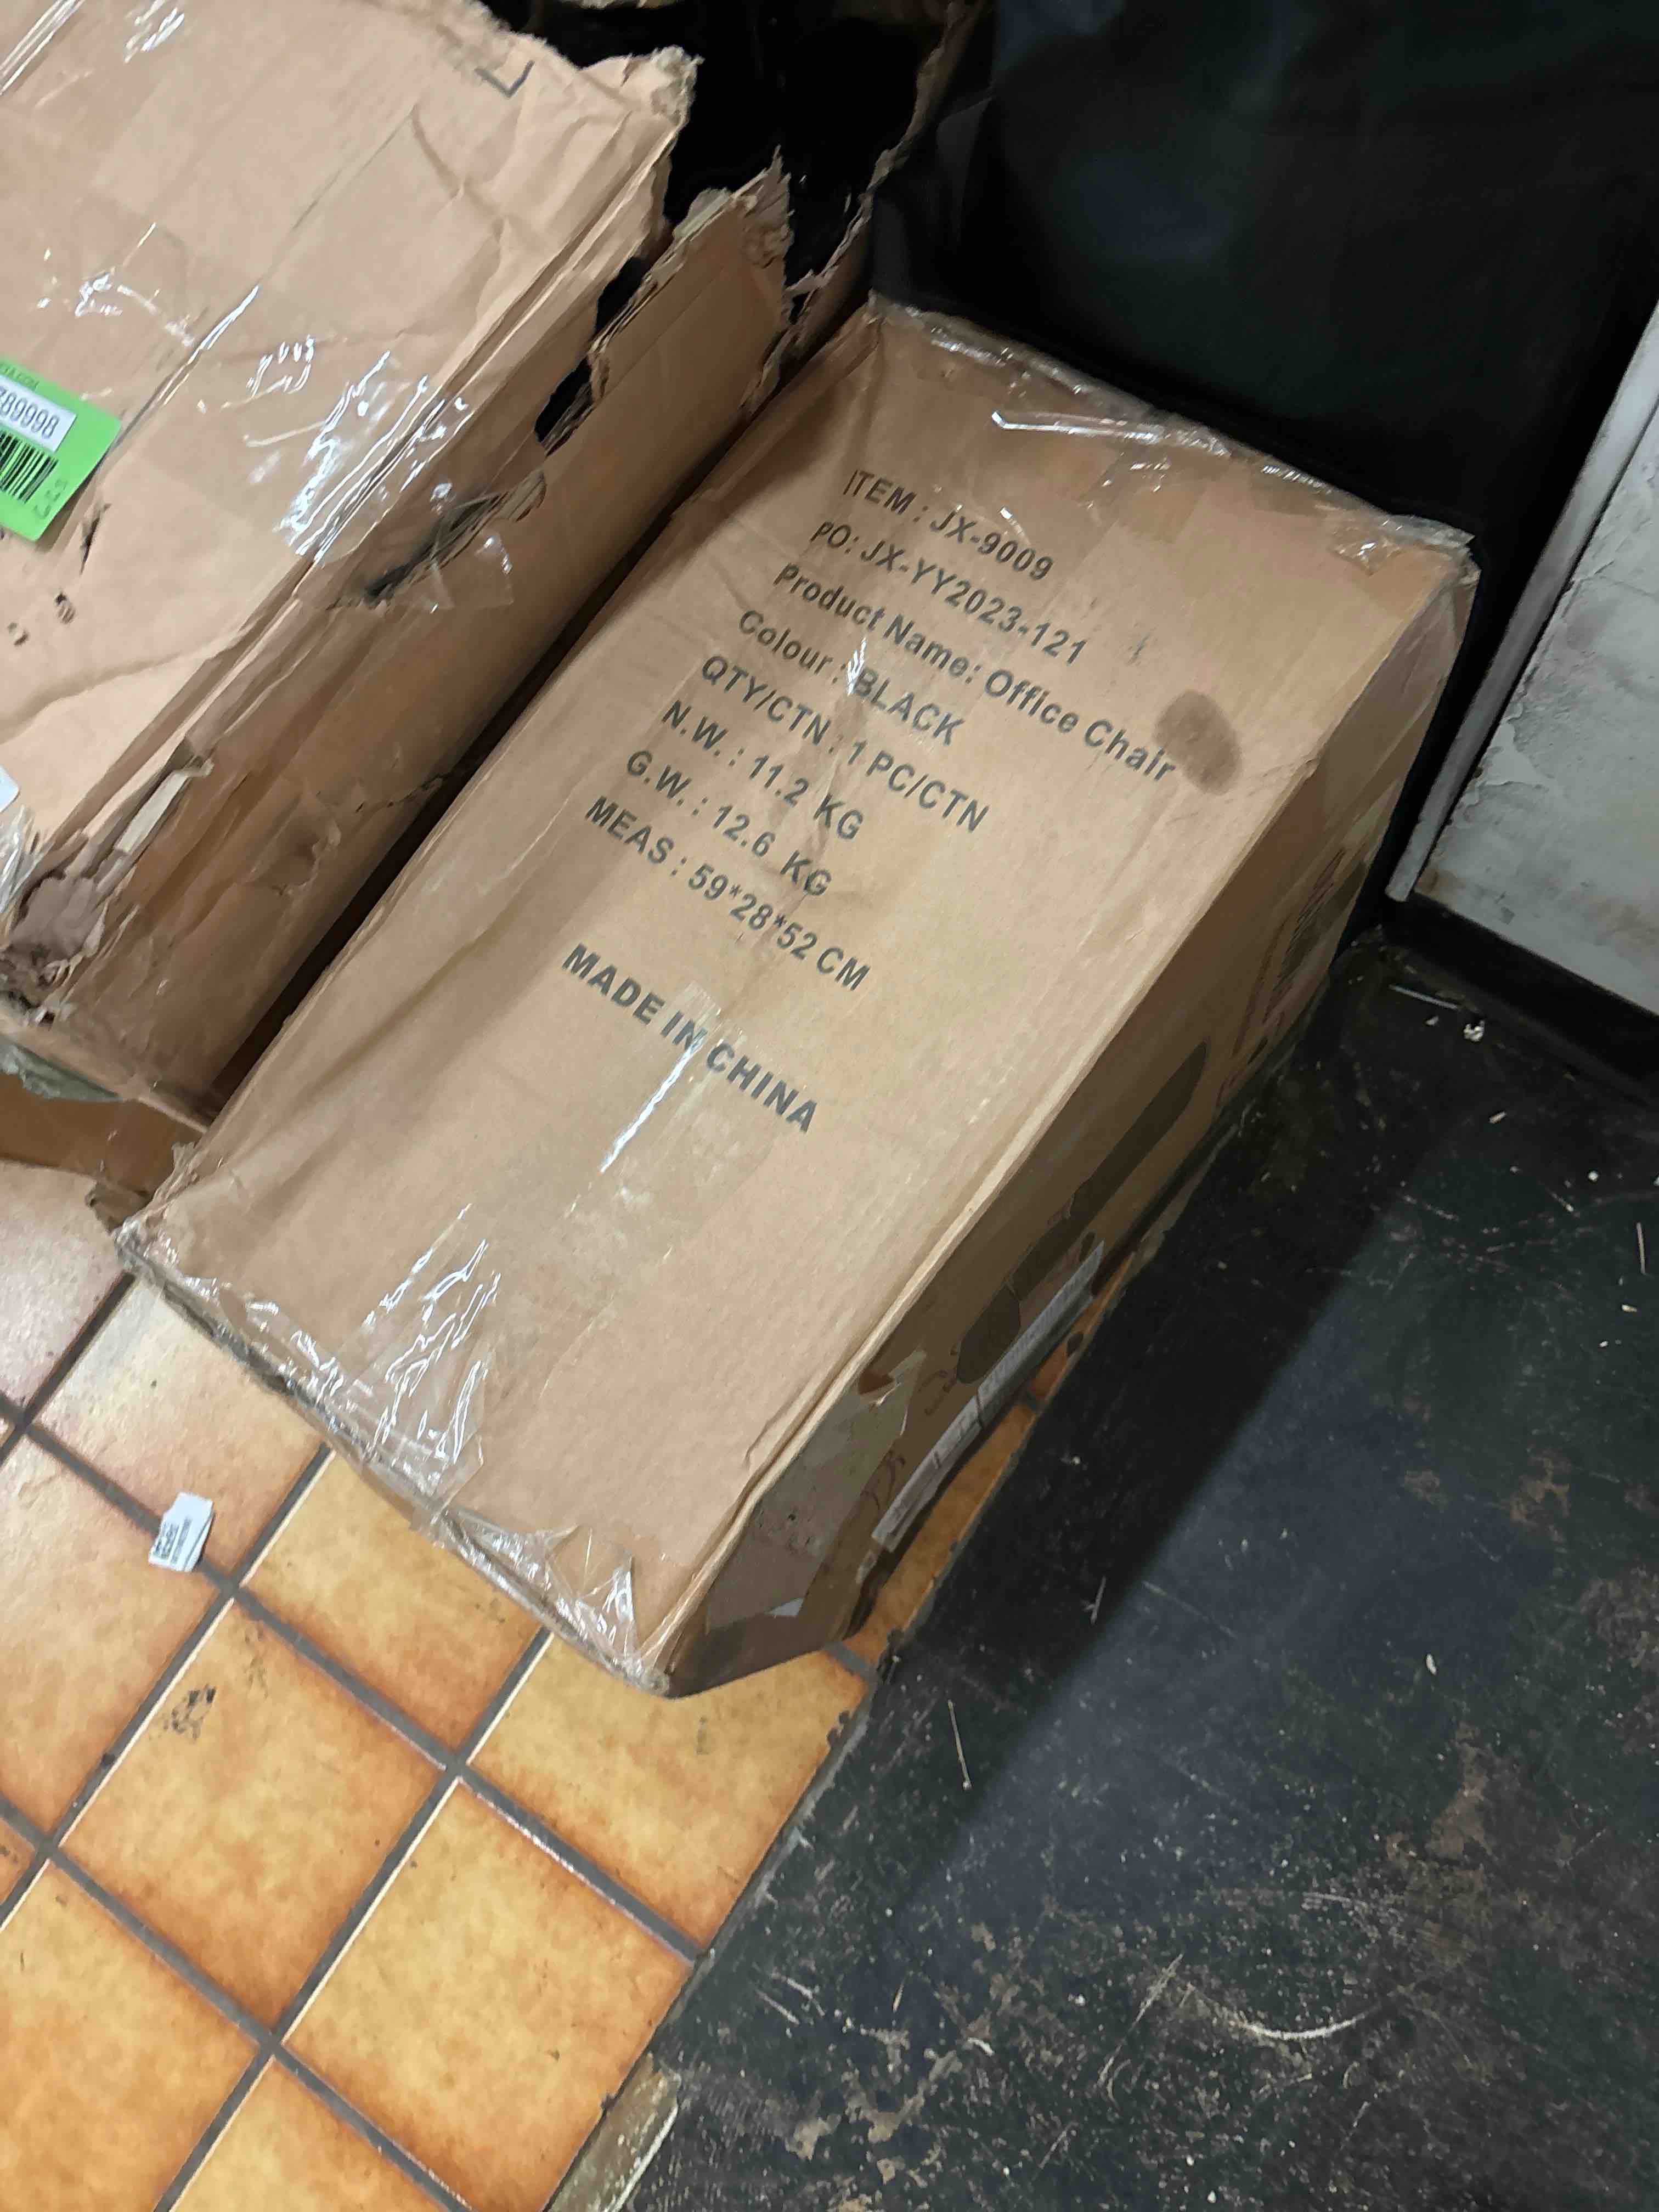 789998
ITEM : JX-9009
PO: JX-YY2023-121
Product Name: Office Chair
Colour : BLACK
QTY/CTN : 1 PC/CTN
N.W. : 11.2 KG
G.W. : 12.6 KG
MEAS : 59*28*52 CM
MADE IN CHINA